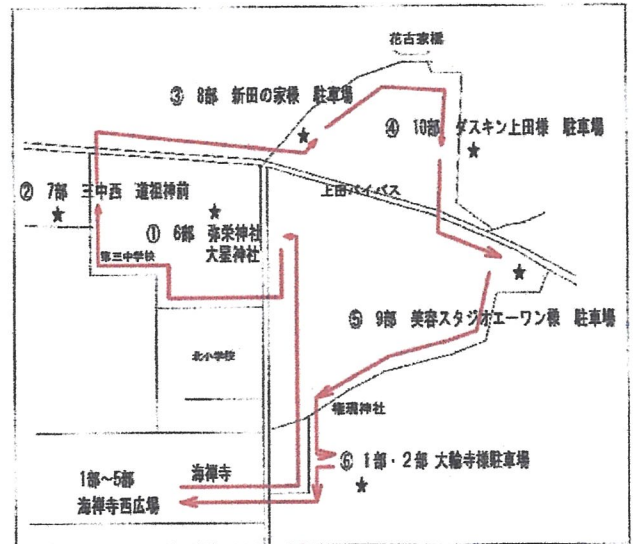 花古家橋
③ 8部 新田の家様 駐車場
④ 10部 ダスキン上田様 駐車場
② 7部 三中西 道祖神前
上田バイパス
① 6部 弥栄神社
大星神社
第三中学校
⑤ 9部 美容スタジオエーワン様 駐車場
北小学校
権現神社
⑥ 1部・2部 大輪寺様駐車場
1部～5部
海禅寺
海禅寺西広場